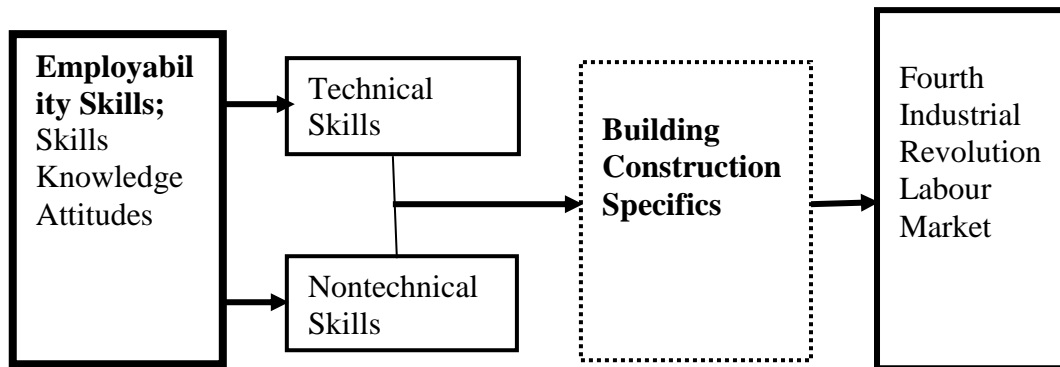 Employabil
ity Skills;
Skills
Knowledge
Attitudes
Technical
Skills
Nontechnical
Skills
Building
Construction
Specifics
Fourth
Industrial
Revolution
Labour
Market